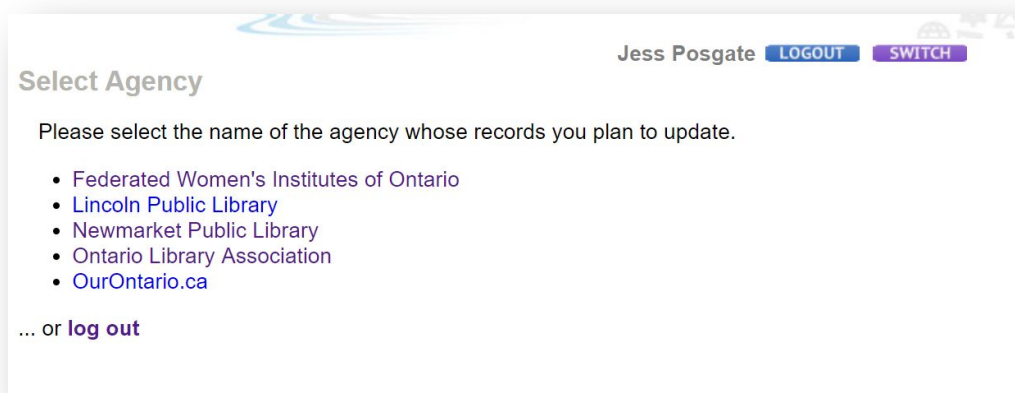 Jess Posgate LOGOUT SWITCH
Select Agency
Please select the name of the agency whose records you plan to update.
• Federated Women's Institutes of Ontario
• Lincoln Public Library
• Newmarket Public Library
• Ontario Library Association
• OurOntario.ca
... or log out